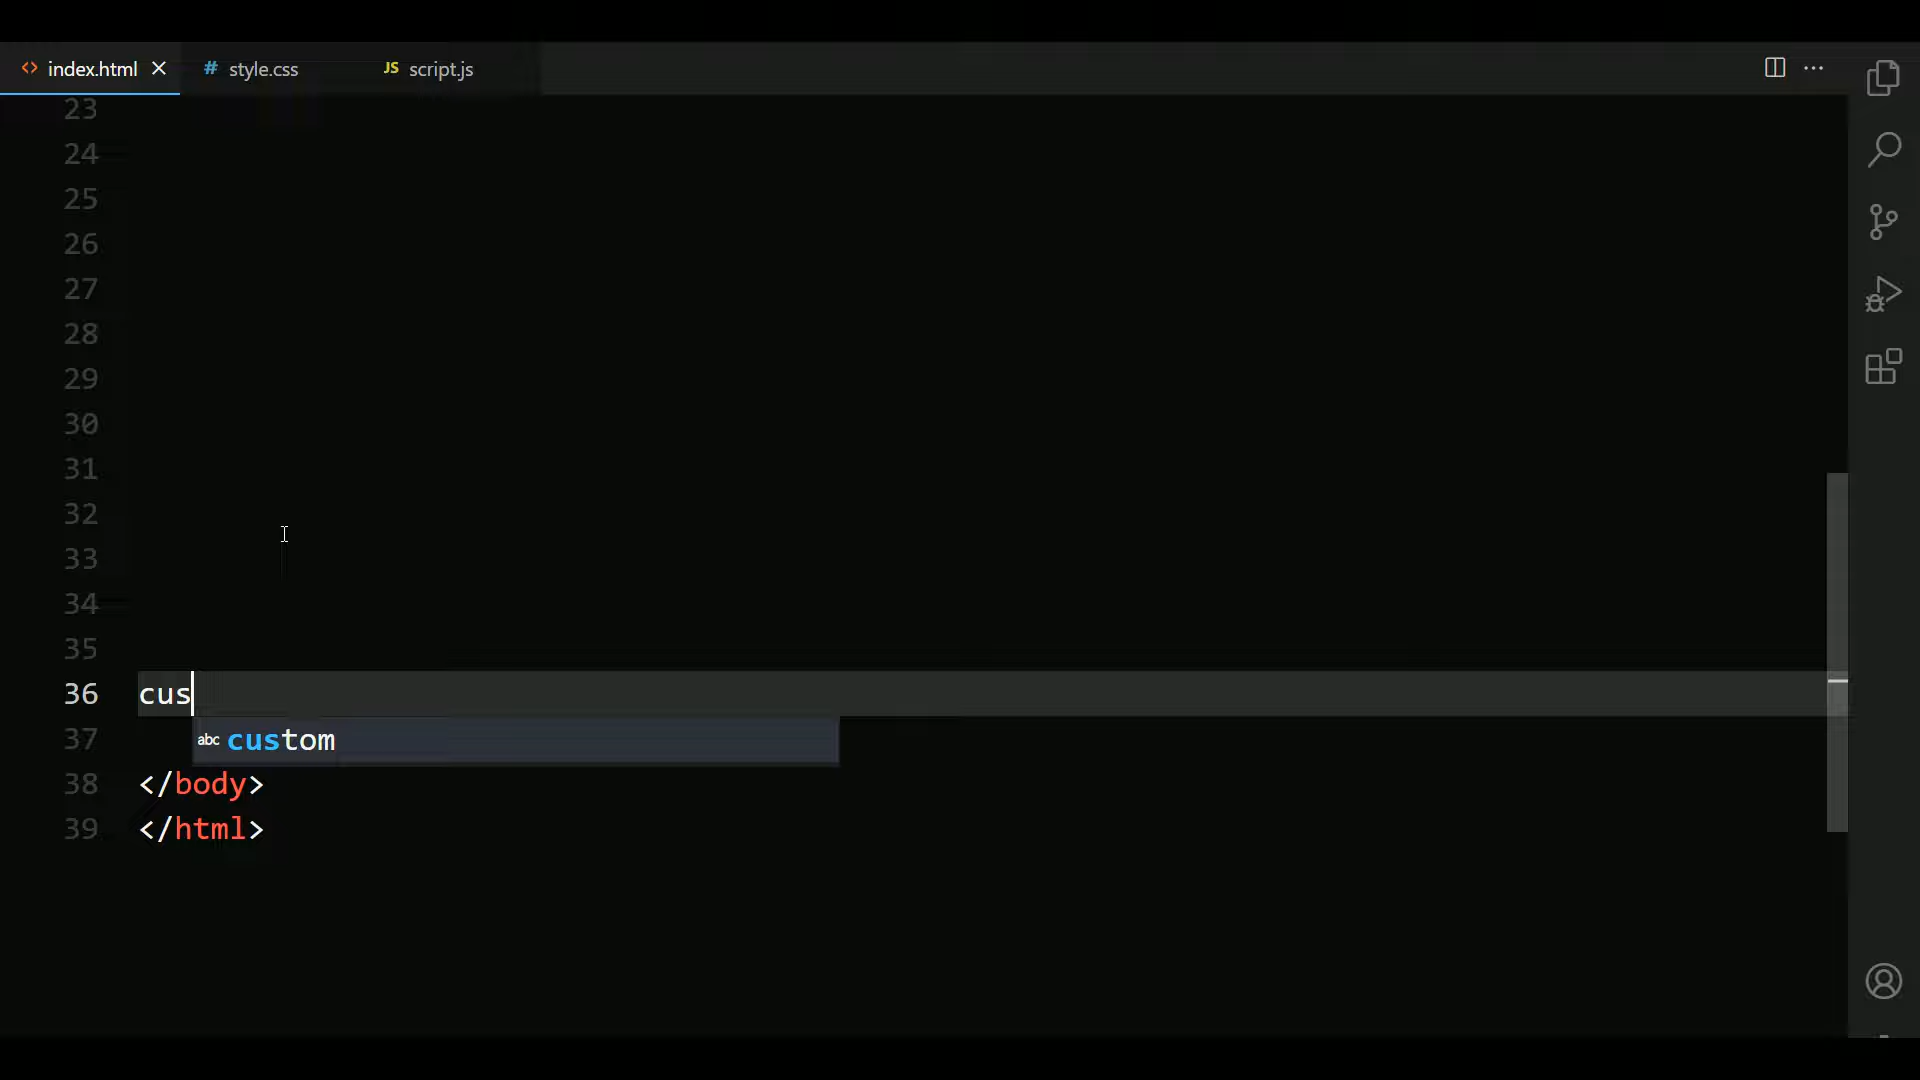 index.html style.css JS script.js
23
24
25
26
27
28
29
30
31
32
33
34
35
36 cus
37 abc custom
38 </body>
39 </html>